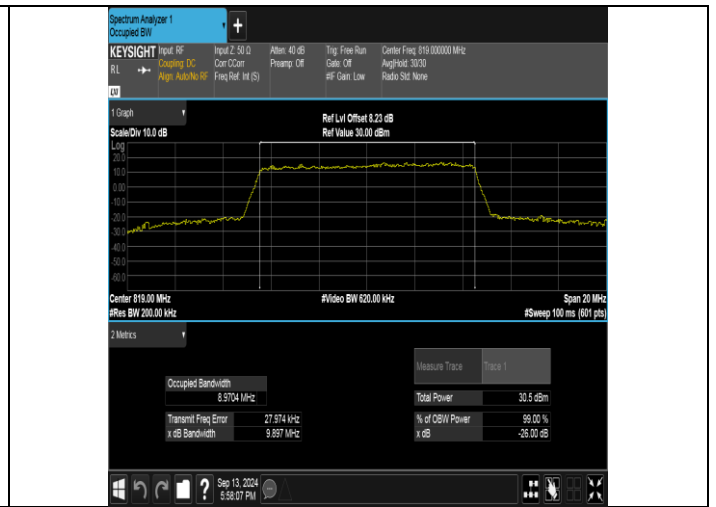 Spectrum Analyzer 1
Occupied BW
+
KEYSIGHT Input: RF Input Z: 50 Ω Atten: 40 dB Trig: Free Run Center Freq: 819.000000 MHz
RL Coupling: DC Corr CCorr Preamp: Off Gate: Off Avg|Hold: 30/30
Align: Auto/No RF Freq Ref: Int (S) #IF Gain: Low Radio Std: None
LXI
1 Graph Ref Lvl Offset 8.23 dB
Scale/Div 10.0 dB Ref Value 30.00 dBm
Log
20.0
10.0
0.00
-10.0
-20.0
-30.0
-40.0
-50.0
-60.0
Center 819.00 MHz #Video BW 620.00 kHz Span 20 MHz
#Res BW 200.00 kHz #Sweep 100 ms (601 pts)
2 Metrics
Measure Trace Trace 1
Occupied Bandwidth
8.9704 MHz Total Power 30.5 dBm
Transmit Freq Error 27.974 kHz % of OBW Power 99.00 %
x dB Bandwidth 9.897 MHz x dB -26.00 dB
? Sep 13, 2024
5:58:07 PM